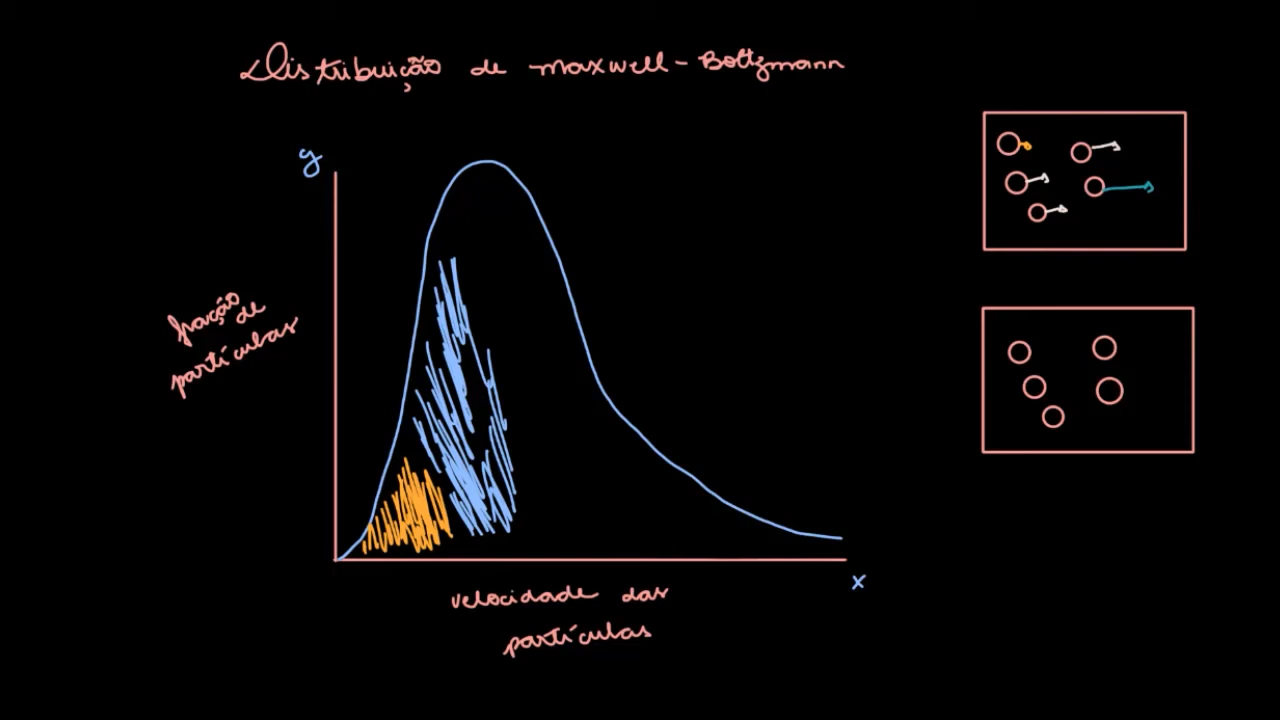 Distribuição de maxwell-Boltzmann
y
fração de
partículas
x
velocidade das
partículas